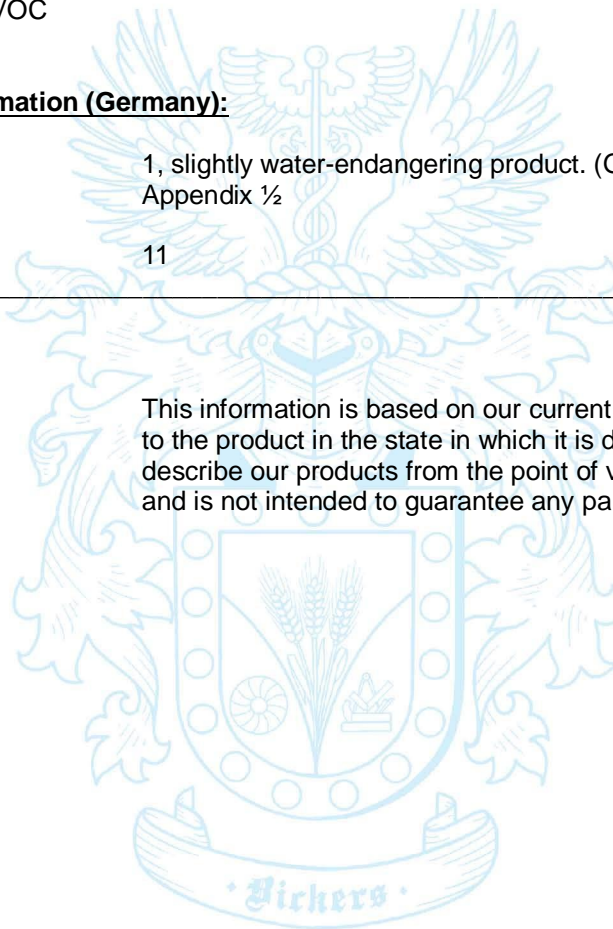 /OC
mation (Germany):
1, slightly water-endangering product. (
Appendix ½
11
This information is based on our current
to the product in the state in which it is d
describe our products from the point of v
and is not intended to guarantee any pa
· Vickers ·